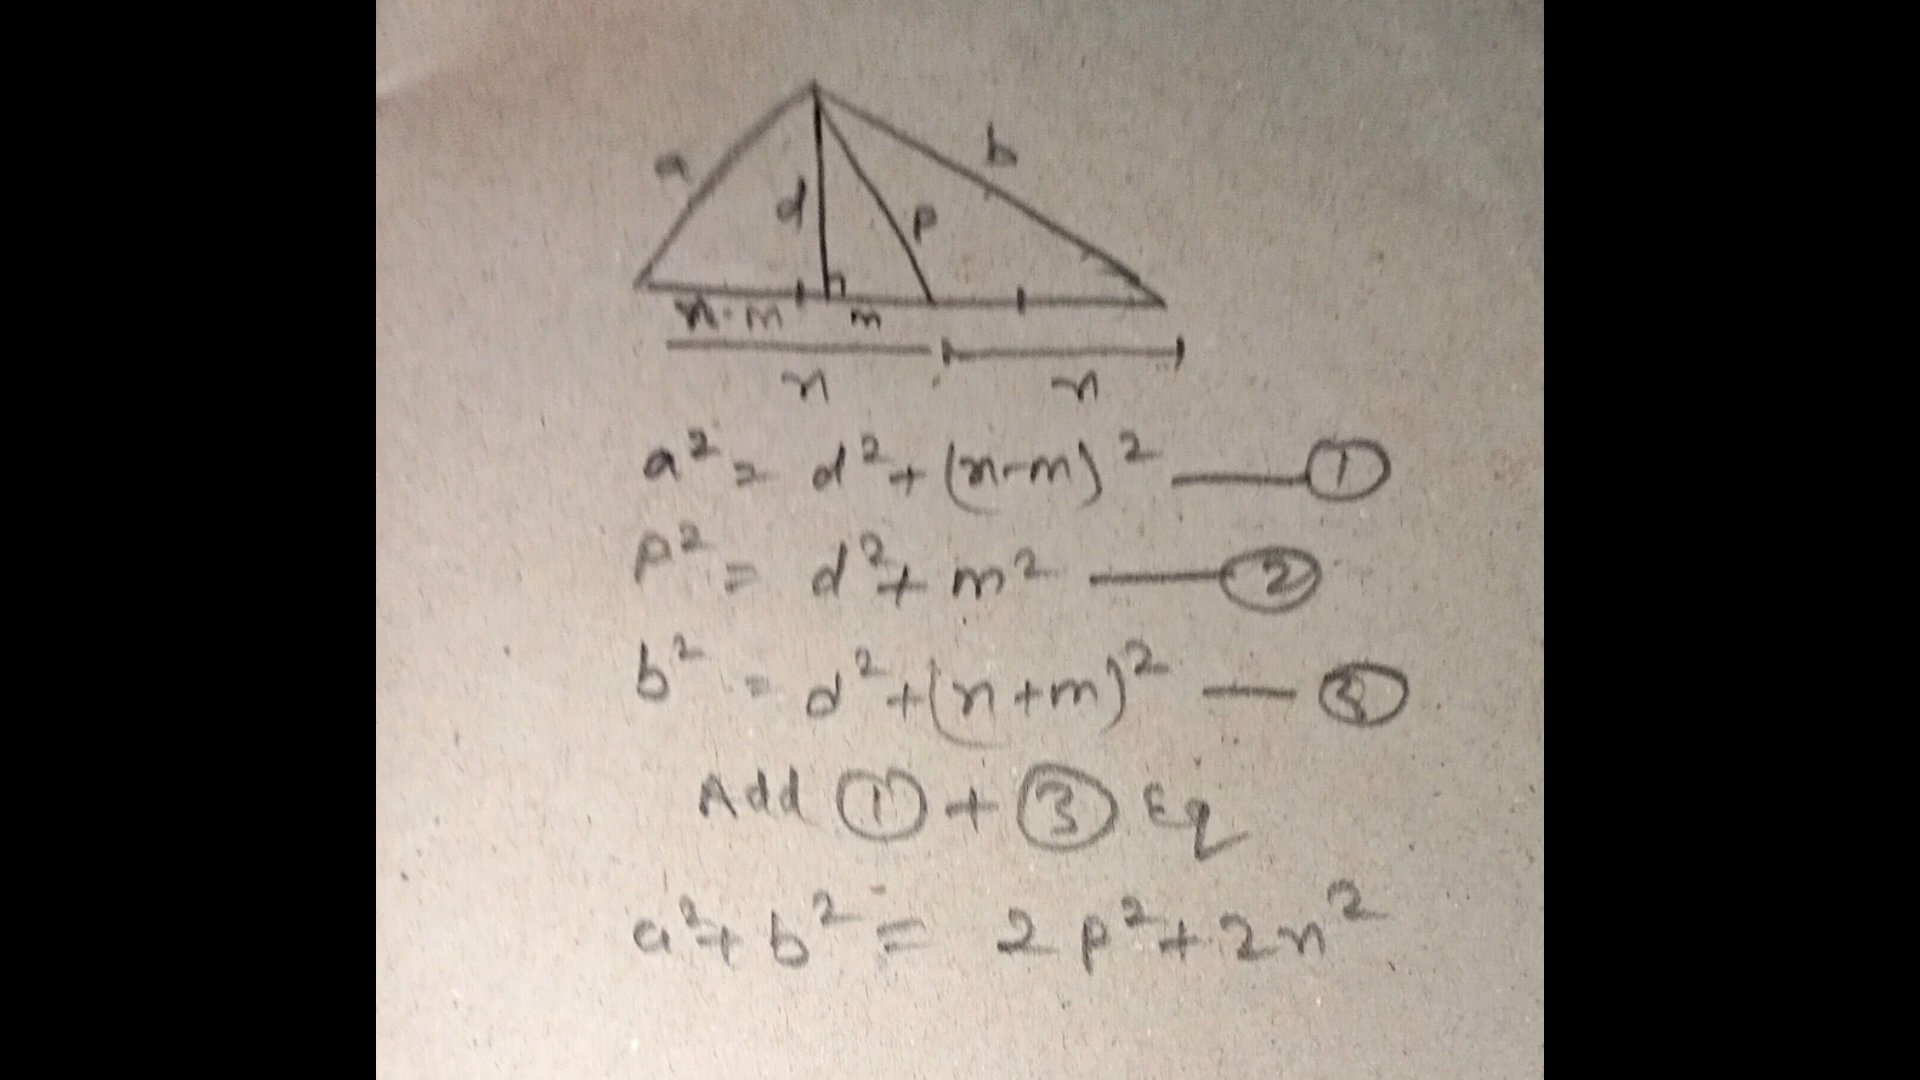 a
b
d
p
n-m m
n n
a² = d² + (n-m)² — ①
p² = d² + m² — ②
b² = d² + (n+m)² — ③
Add ① + ③ Eq
a² + b² = 2p² + 2n²